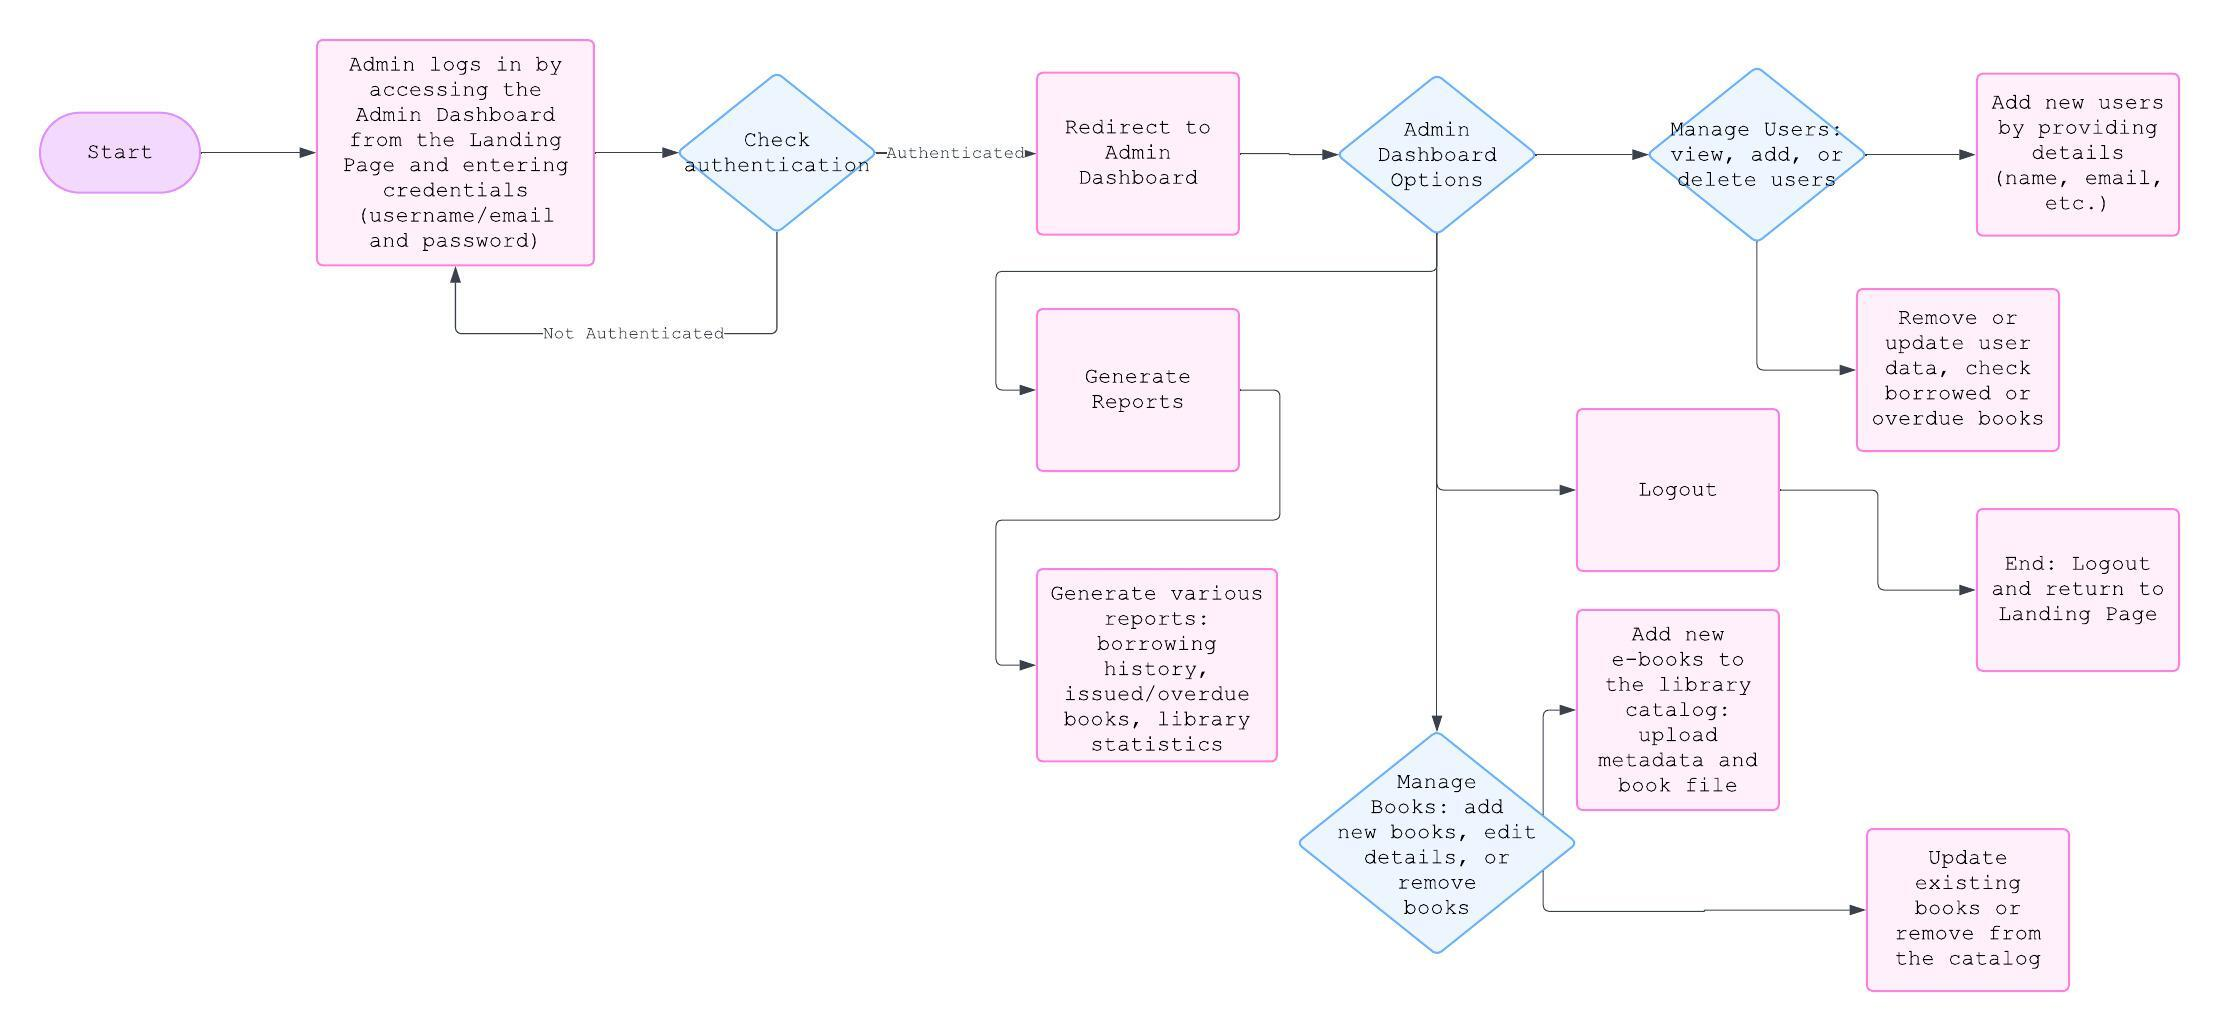 Start
Admin logs in by
accessing the
Admin Dashboard
from the Landing
Page and entering
credentials
(username/email
and password)
Check
authentication
Authenticated
Not Authenticated
Redirect to
Admin
Dashboard
Admin
Dashboard
Options
Manage Users:
view, add, or
delete users
Add new users
by providing
details
(name, email,
etc.)
Remove or
update user
data, check
borrowed or
overdue books
Generate
Reports
Logout
End: Logout
and return to
Landing Page
Generate various
reports:
borrowing
history,
issued/overdue
books, library
statistics
Add new
e-books to
the library
catalog:
upload
metadata and
book file
Manage
Books: add
new books, edit
details, or
remove
books
Update
existing
books or
remove from
the catalog